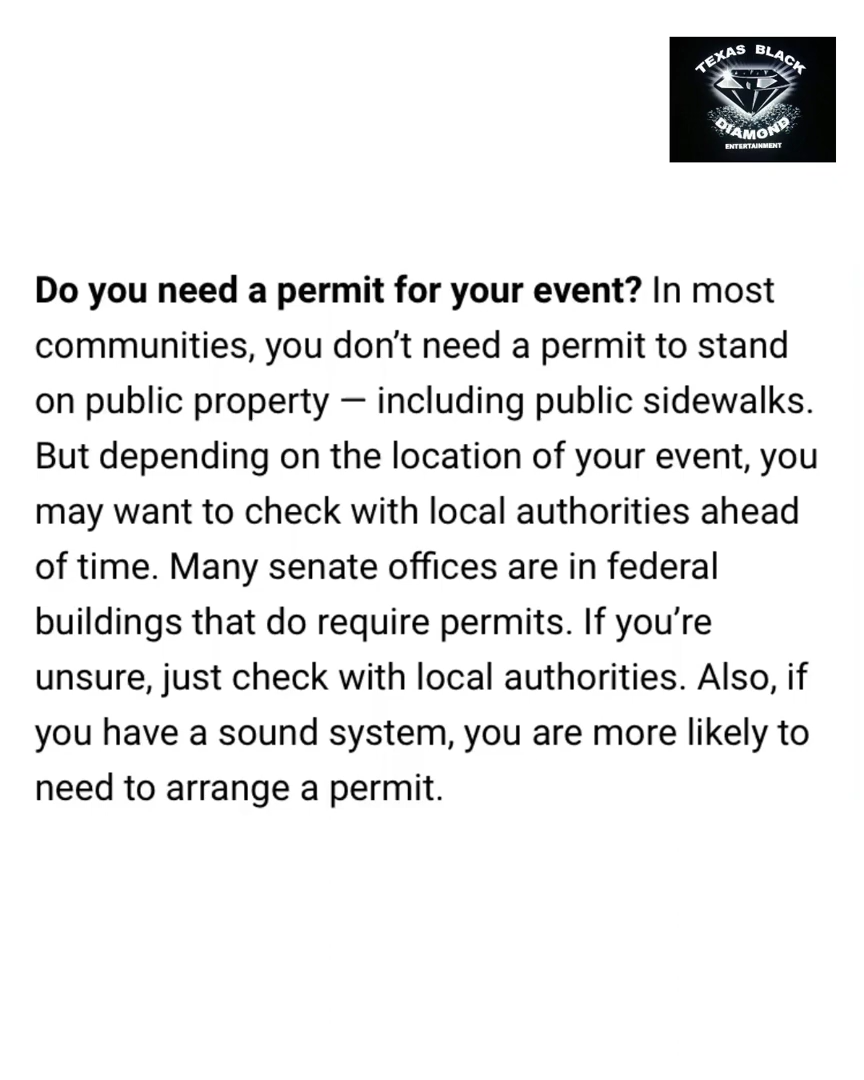 TEXAS BLACK
DIAMOND
ENTERTAINMENT
Do you need a permit for your event? In most
communities, you don’t need a permit to stand
on public property — including public sidewalks.
But depending on the location of your event, you
may want to check with local authorities ahead
of time. Many senate offices are in federal
buildings that do require permits. If you’re
unsure, just check with local authorities. Also, if
you have a sound system, you are more likely to
need to arrange a permit.